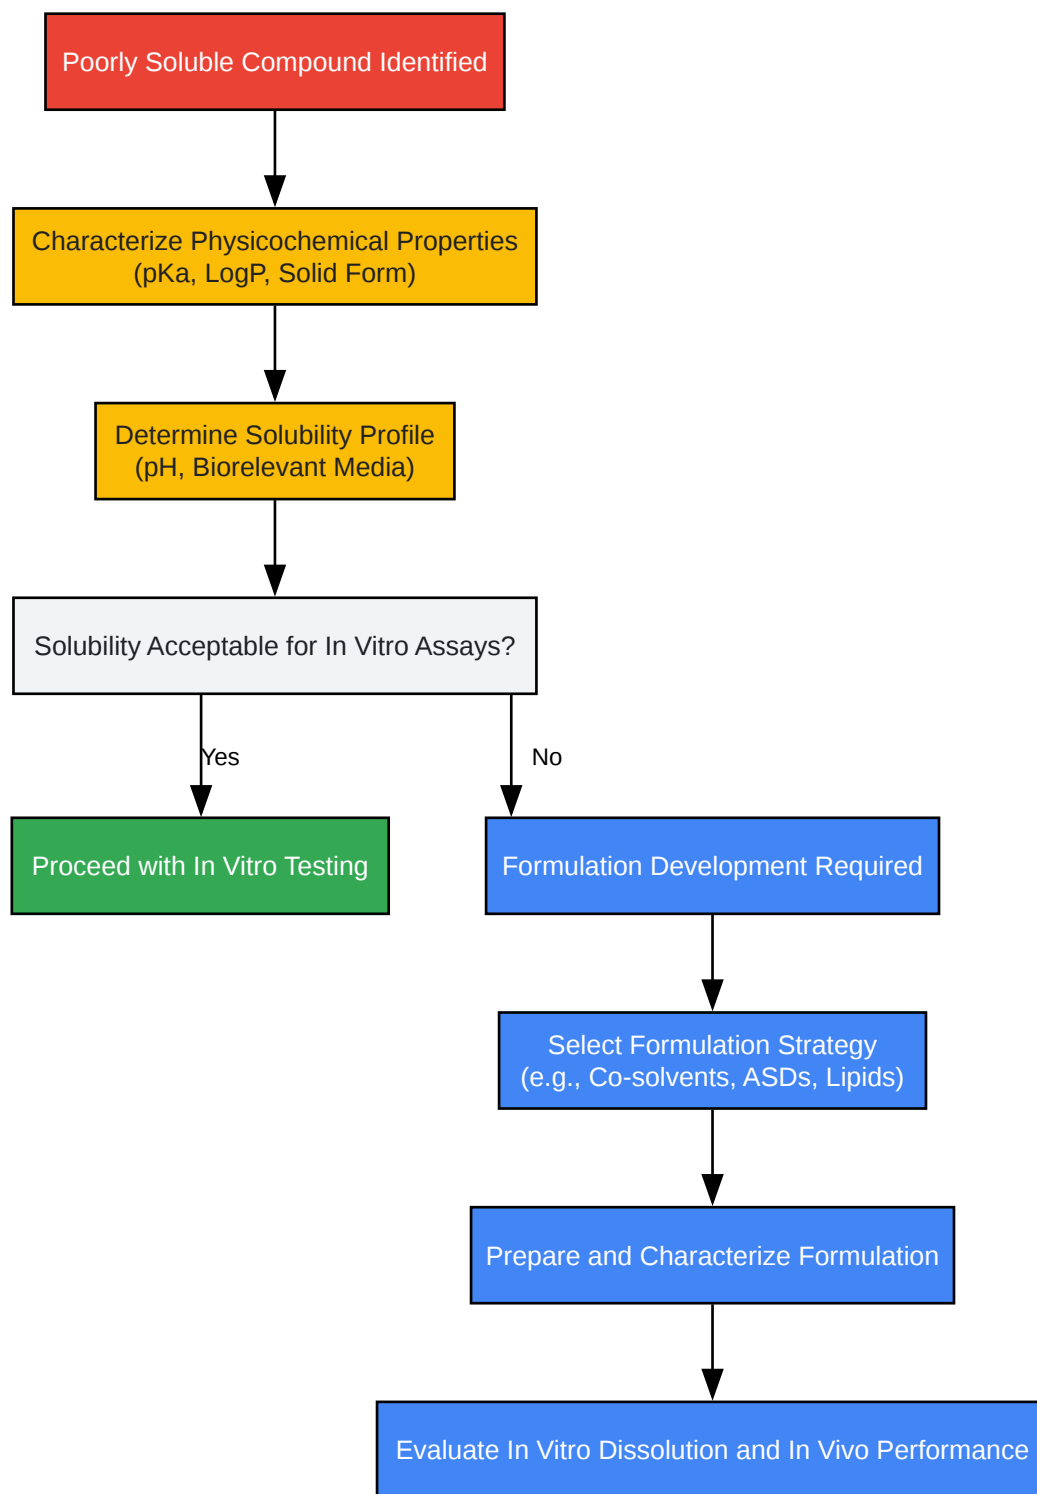 Poorly Soluble Compound Identified
Characterize Physicochemical Properties
(pKa, LogP, Solid Form)
Determine Solubility Profile
(pH, Biorelevant Media)
Solubility Acceptable for In Vitro Assays?
Yes
No
Proceed with In Vitro Testing
Formulation Development Required
Select Formulation Strategy
(e.g., Co-solvents, ASDs, Lipids)
Prepare and Characterize Formulation
Evaluate In Vitro Dissolution and In Vivo Performance